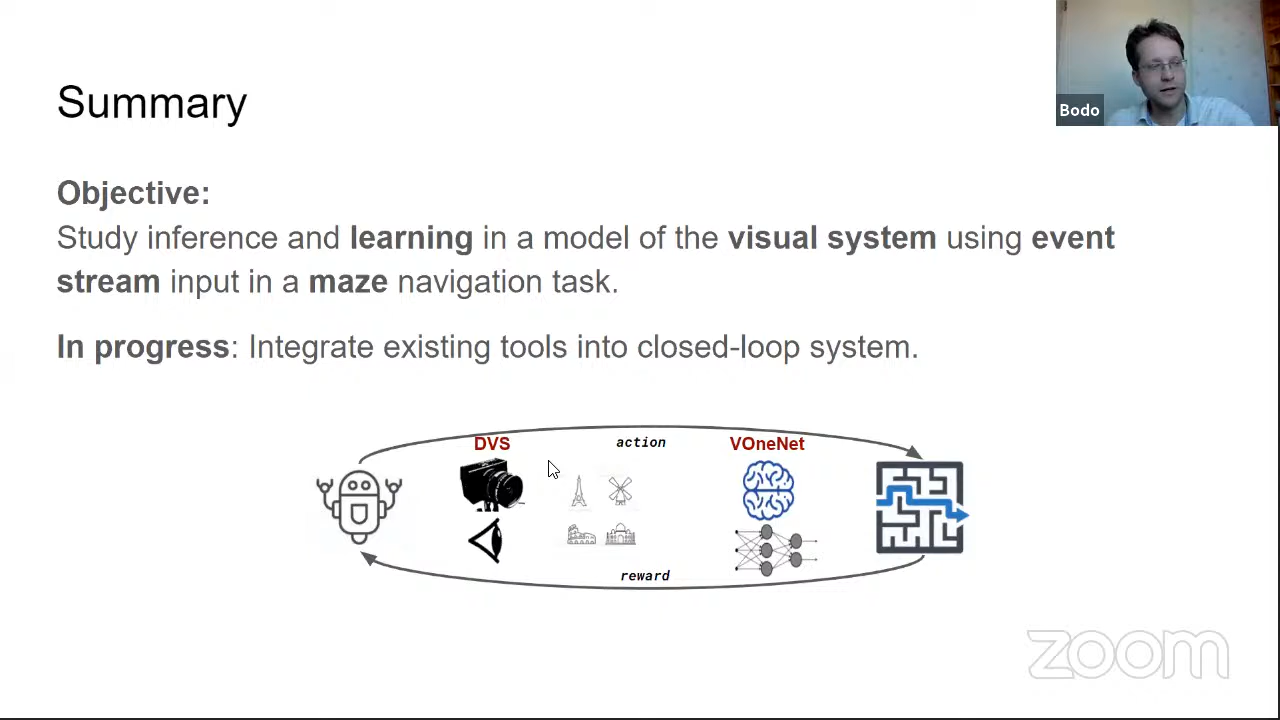 Bodo
Summary
Objective:
Study inference and learning in a model of the visual system using event
stream input in a maze navigation task.
In progress: Integrate existing tools into closed-loop system.
DVS
action
VOneNet
reward
zoom